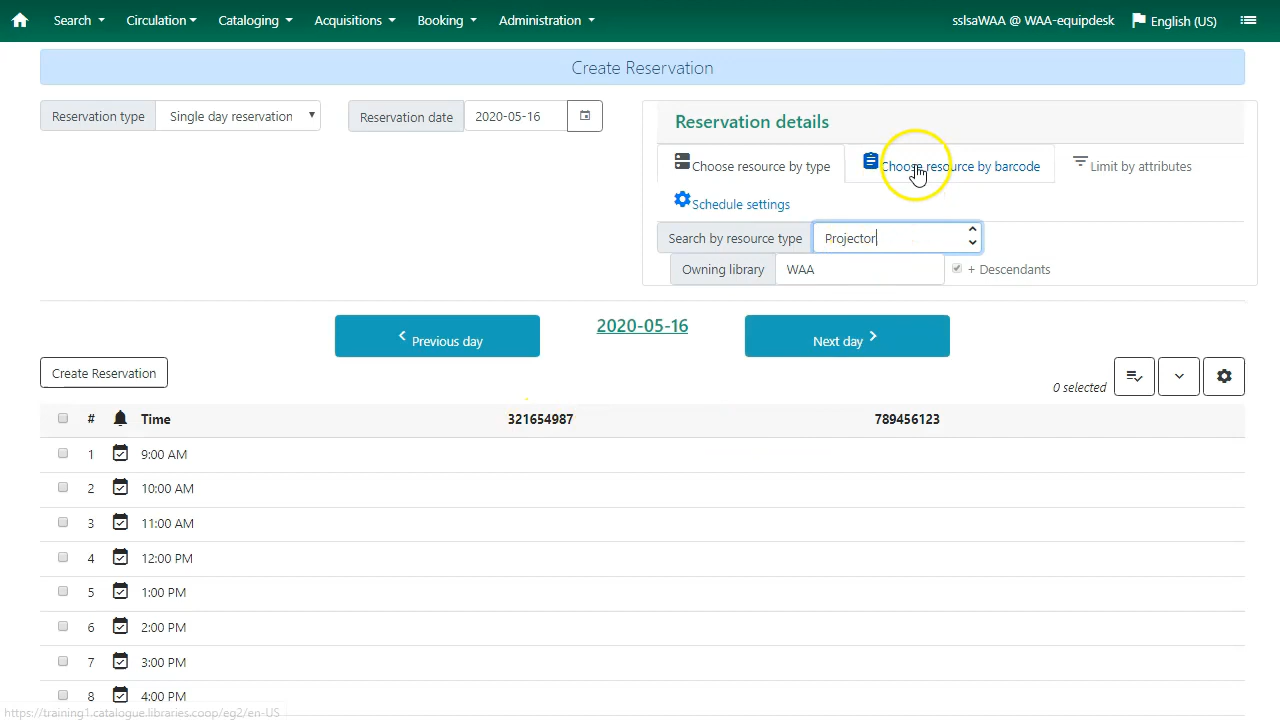 Search Circulation Cataloging Acquisitions Booking Administration sslsaWAA @ WAA-equipdesk English (US)
Create Reservation
Reservation type Single day reservation Reservation date 2020-05-16
Reservation details
Choose resource by type Choose resource by barcode Limit by attributes
Schedule settings
Search by resource type Projector
Owning library WAA + Descendants
Previous day 2020-05-16 Next day
Create Reservation 0 selected
# Time 321654987 789456123
1 9:00 AM
2 10:00 AM
3 11:00 AM
4 12:00 PM
5 1:00 PM
6 2:00 PM
7 3:00 PM
8 4:00 PM
https://training1.catalogue.libraries.coop/eg2/en-US